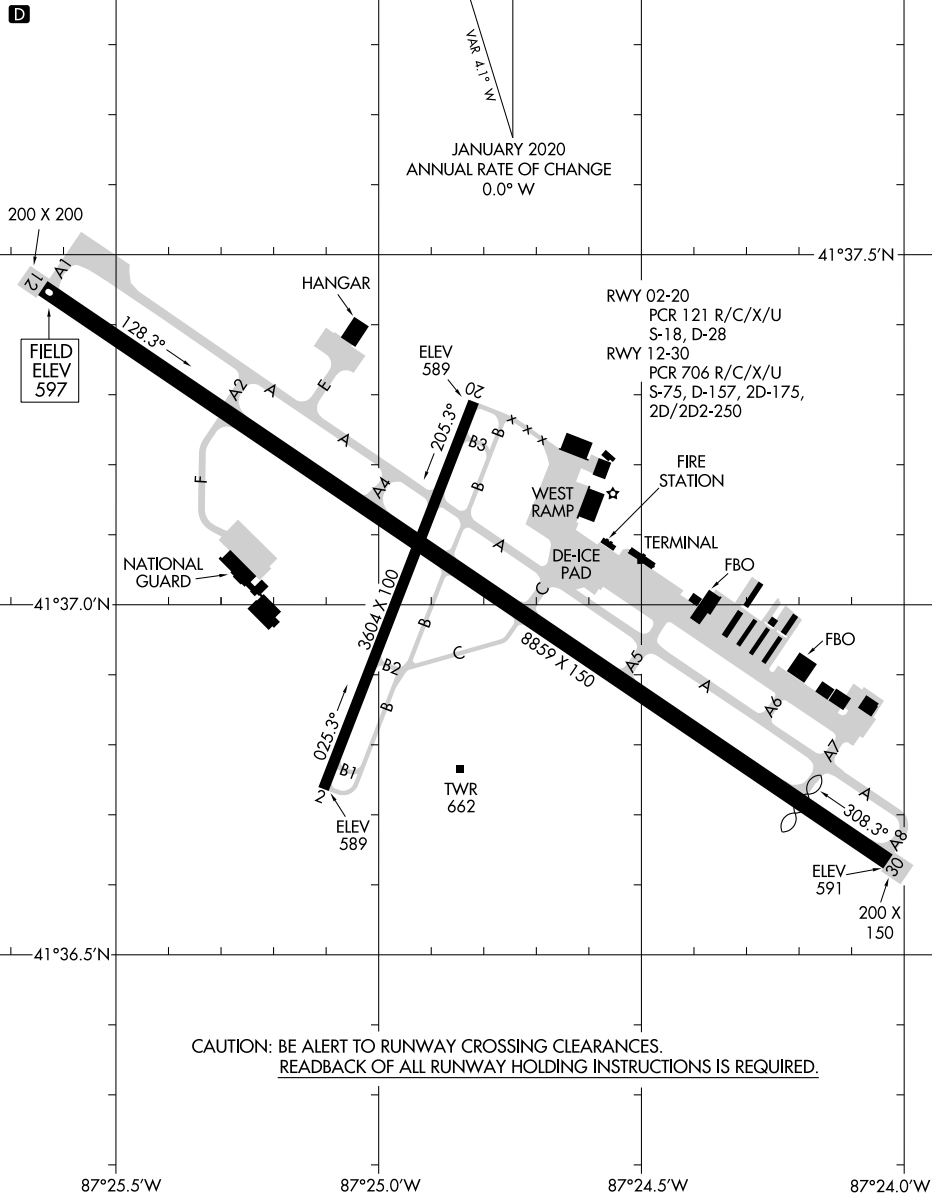 D
VAR 4.1° W
JANUARY 2020
ANNUAL RATE OF CHANGE
0.0° W
200 X 200
41°37.5'N
12
A1
HANGAR
RWY 02-20
PCR 121 R/C/X/U
S-18, D-28
RWY 12-30
PCR 706 R/C/X/U
S-75, D-157, 2D-175,
2D/2D2-250
128.3°
FIELD
ELEV
597
ELEV
589
20
A2
A
E
A
205.3°
B3
B
x
x
x
x
F
A4
B
WEST
RAMP
FIRE
STATION
A
DE-ICE
PAD
TERMINAL
NATIONAL
GUARD
FBO
C
41°37.0'N
3604 X 100
B
FBO
C
8859 X 150
B2
A5
A
B
A6
A7
025.3°
B1
2
TWR
662
A
308.3°
ELEV
589
A8
30
ELEV
591
200 X
150
41°36.5'N
CAUTION: BE ALERT TO RUNWAY CROSSING CLEARANCES.
READBACK OF ALL RUNWAY HOLDING INSTRUCTIONS IS REQUIRED.
87°25.5'W
87°25.0'W
87°24.5'W
87°24.0'W